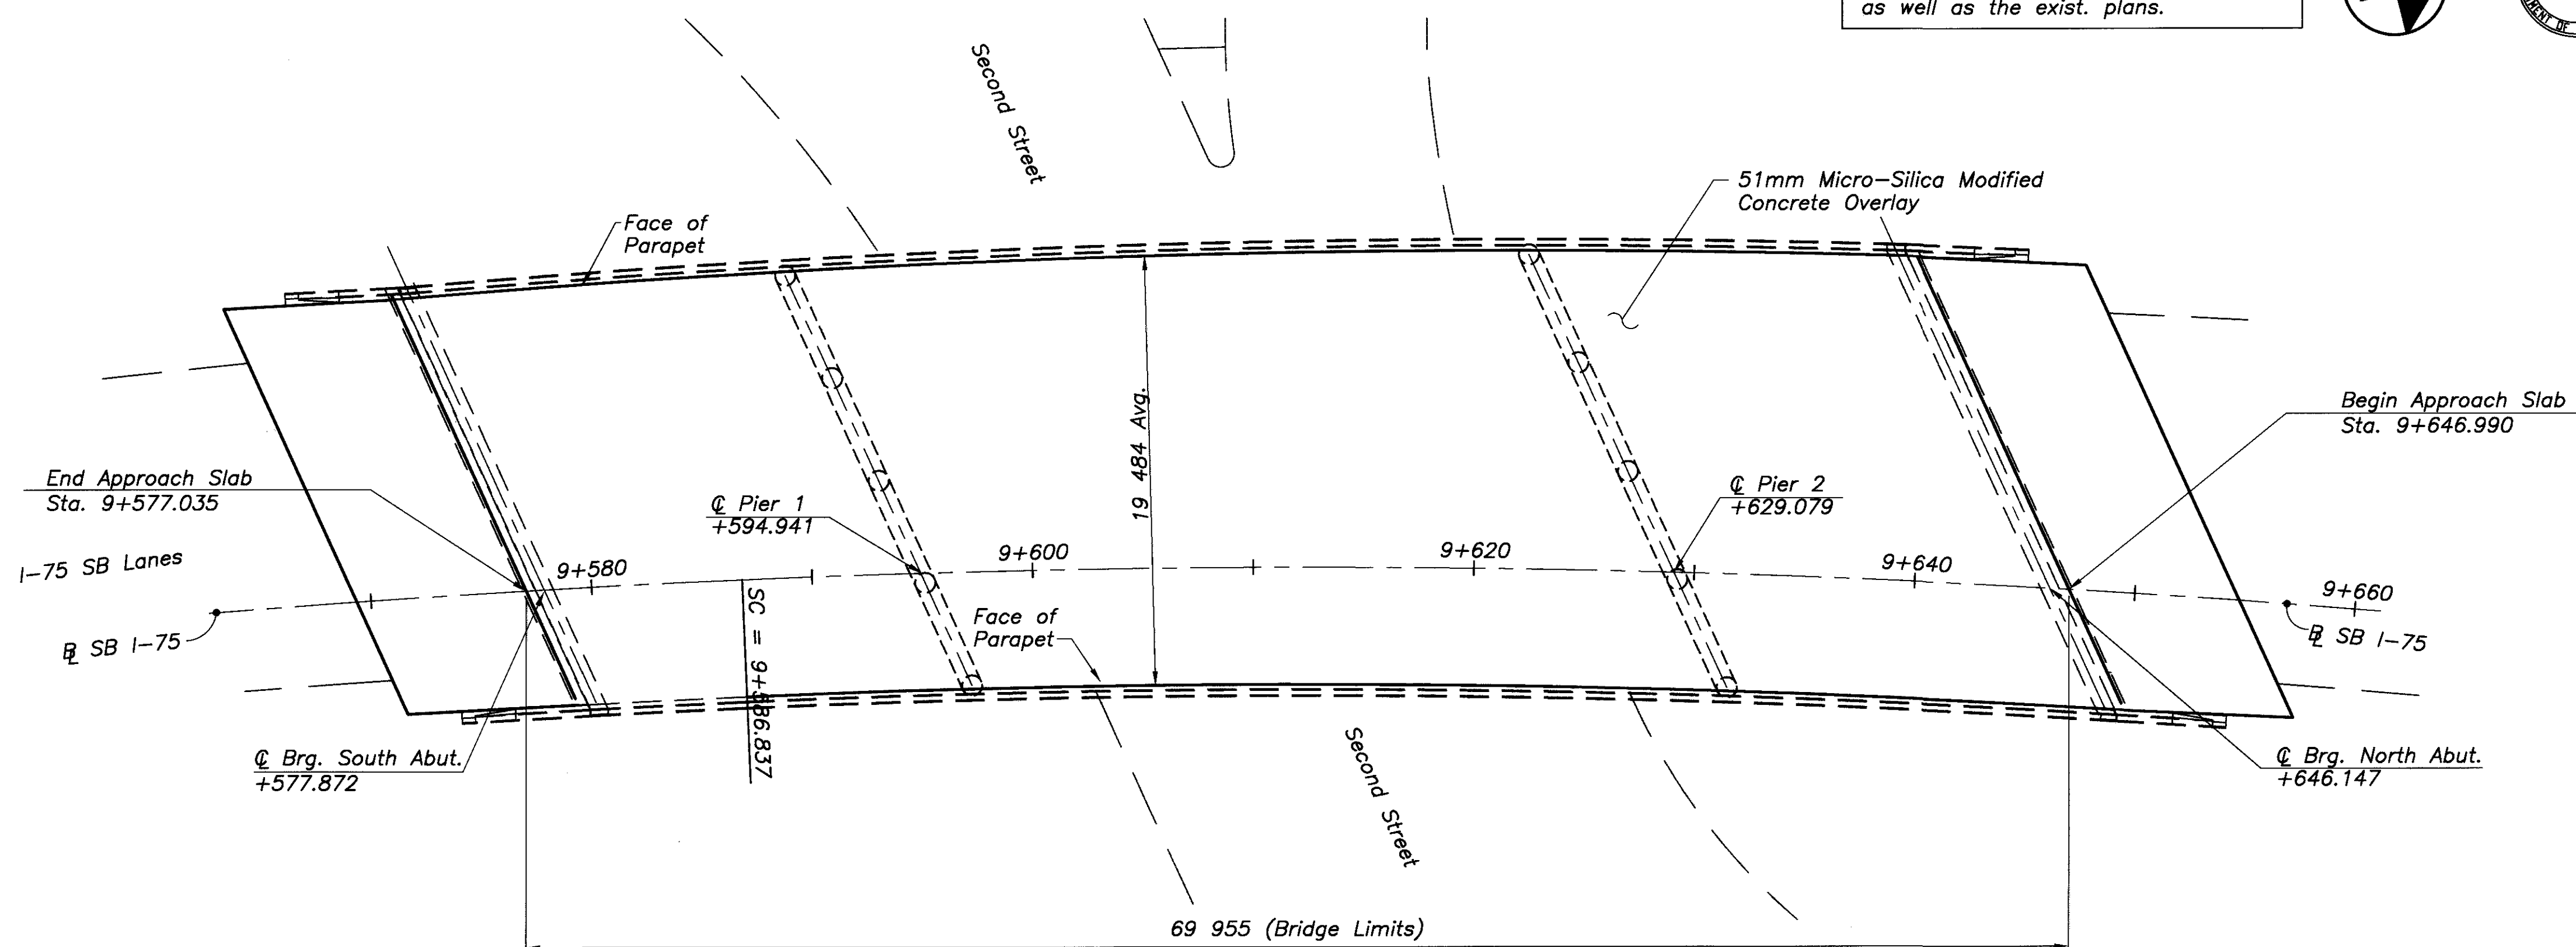 as well as the exist. plans.
MENT OF
Second Street
51mm Micro-Silica Modified
Concrete Overlay
Face of
Parapet
19 484 Avg.
Begin Approach Slab
Sta. 9+646.990
End Approach Slab
Sta. 9+577.035
℄ Pier 1
+594.941
℄ Pier 2
+629.079
I-75 SB Lanes
9+580
9+600
9+620
9+640
9+660
SC = 9+586.837
Face of
Parapet
BL SB I-75
BL SB I-75
℄ Brg. South Abut.
+577.872
Second Street
℄ Brg. North Abut.
+646.147
69 955 (Bridge Limits)